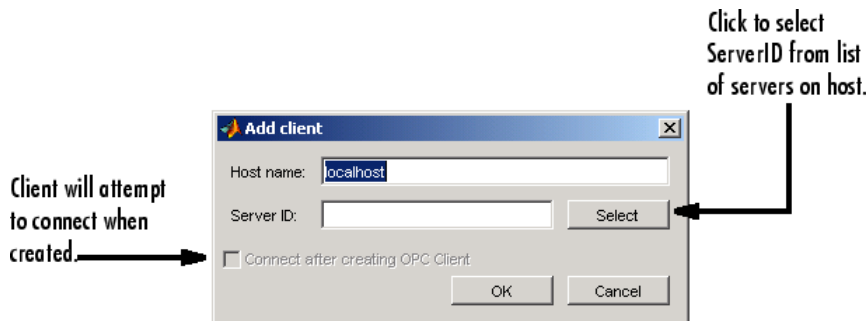 Click to select
ServerID from list
of servers on host.
Add client
Host name: localhost
Client will attempt
to connect when
created.
Server ID:
Select
Connect after creating OPC Client
OK
Cancel